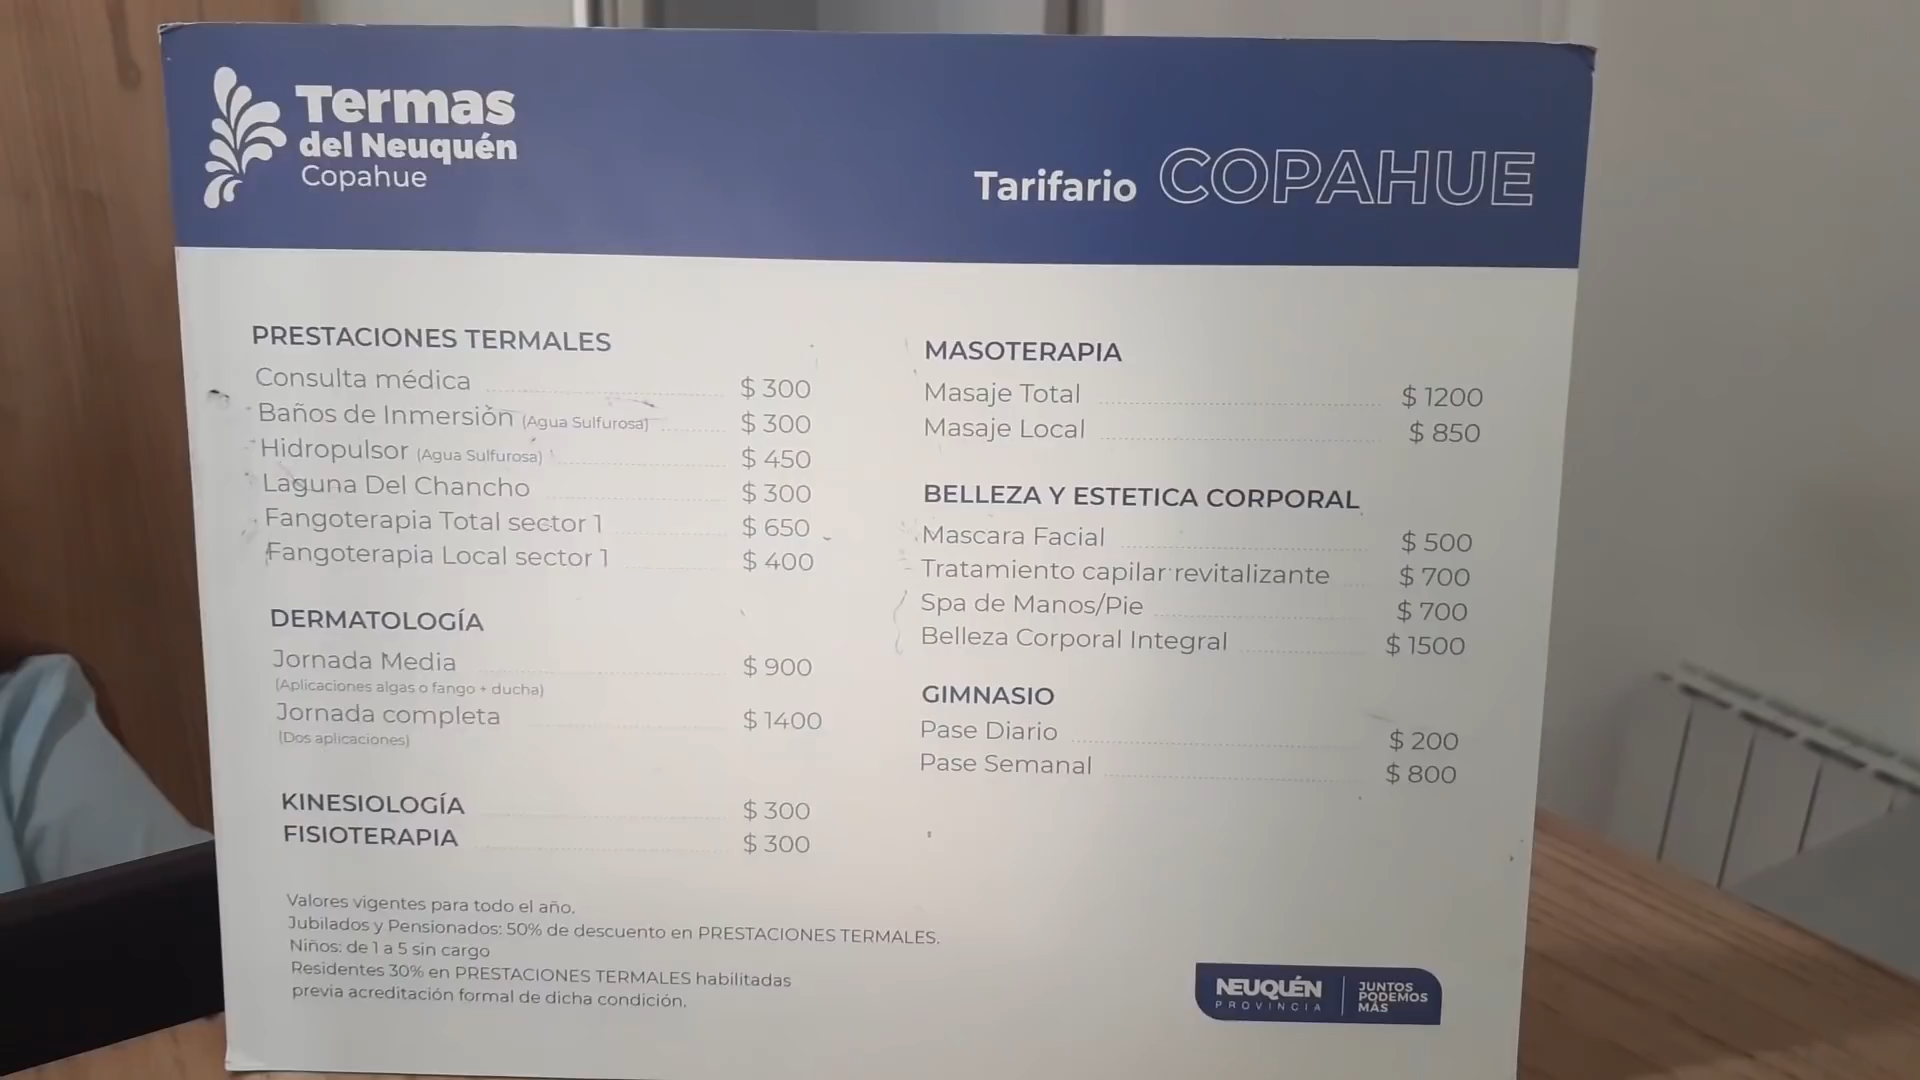 Termas
del Neuquén
Copahue
Tarifario COPAHUE
PRESTACIONES TERMALES
Consulta médica $ 300
Baños de Inmersión (Agua Sulfurosa) $ 300
Hidropulsor (Agua Sulfurosa) $ 450
Laguna Del Chancho $ 300
Fangoterapia Total sector 1 $ 650
Fangoterapia Local sector 1 $ 400
DERMATOLOGÍA
Jornada Media $ 900
(Aplicaciones algas o fango + ducha)
Jornada completa $ 1400
(Dos aplicaciones)
KINESIOLOGÍA $ 300
FISIOTERAPIA $ 300
MASOTERAPIA
Masaje Total $ 1200
Masaje Local $ 850
BELLEZA Y ESTETICA CORPORAL
Mascara Facial $ 500
Tratamiento capilar revitalizante $ 700
Spa de Manos/Pie $ 700
Belleza Corporal Integral $ 1500
GIMNASIO
Pase Diario $ 200
Pase Semanal $ 800
Valores vigentes para todo el año.
Jubilados y Pensionados: 50% de descuento en PRESTACIONES TERMALES.
Niños: de 1 a 5 sin cargo
Residentes 30% en PRESTACIONES TERMALES habilitadas
previa acreditación formal de dicha condición.
NEUQUÉN
PROVINCIA
JUNTOS
PODEMOS
MÁS